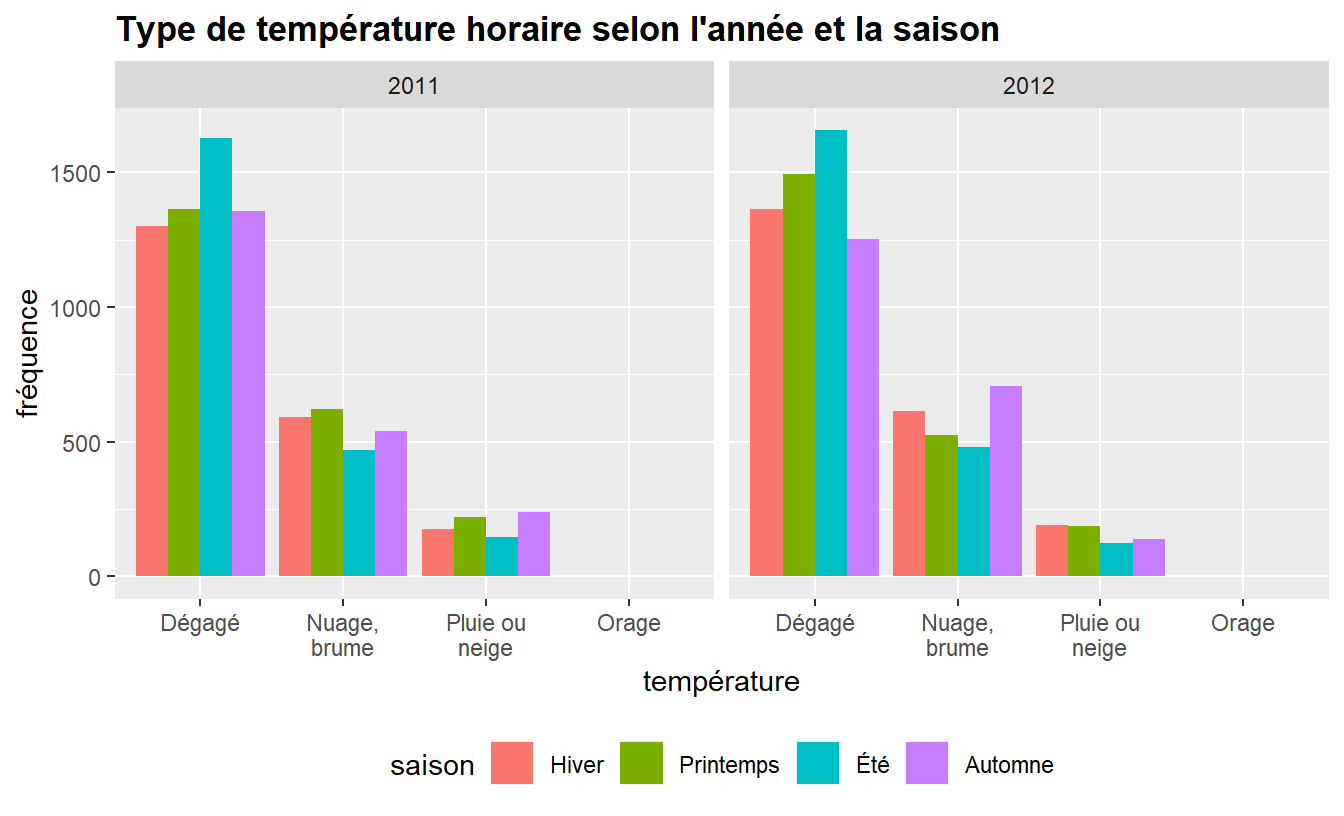 Type de température horaire selon l'année et la saison
2011 2012
1500
1000
500
0
fréquence
Dégagé Nuage, Pluie ou Orage Dégagé Nuage, Pluie ou Orage
brume neige brume neige
température
saison Hiver Printemps Été Automne